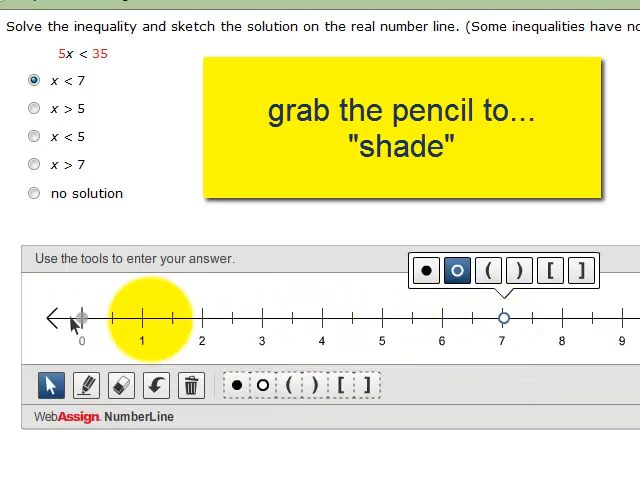 Solve the inequality and sketch the solution on the real number line. (Some inequalities have no
5x < 35
x < 7
x > 5
x < 5
x > 7
no solution
grab the pencil to...
"shade"
Use the tools to enter your answer.
( ) [ ]
0 1 2 3 4 5 6 7 8 9
( ) [ ]
WebAssign. NumberLine